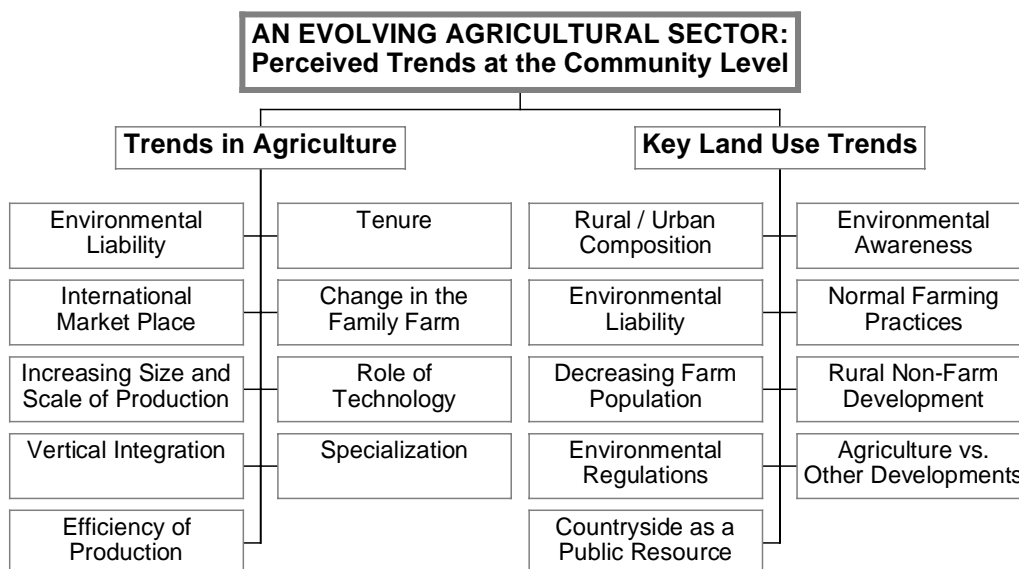 AN EVOLVING AGRICULTURAL SECTOR:
Perceived Trends at the Community Level
Trends in Agriculture
Environmental
Liability
Tenure
International
Market Place
Change in the
Family Farm
Increasing Size and
Scale of Production
Role of
Technology
Vertical Integration
Specialization
Efficiency of
Production
Key Land Use Trends
Rural / Urban
Composition
Environmental
Awareness
Environmental
Liability
Normal Farming
Practices
Decreasing Farm
Population
Rural Non-Farm
Development
Environmental
Regulations
Agriculture vs.
Other Developments
Countryside as a
Public Resource